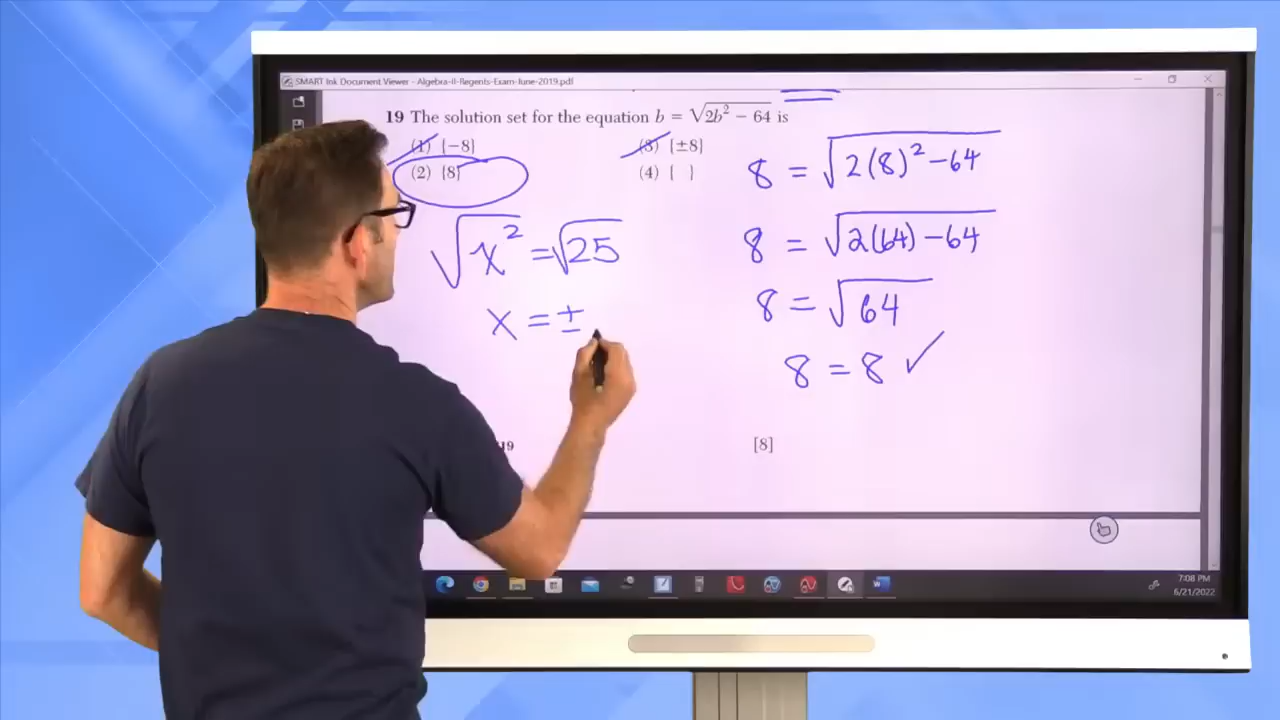 SMART Ink Document Viewer - Algebra-II-Regents-Exam-June-2019.pdf
19 The solution set for the equation b = √(2b² − 64) is
(1) {−8}
(3) {±8}
(2) {8}
(4) { }
√x² = √25
x = ±
8 = √(2(8)² − 64)
8 = √(2(64) − 64)
8 = √64
8 = 8 ✓
19
[8]
7:08 PM
6/21/2022